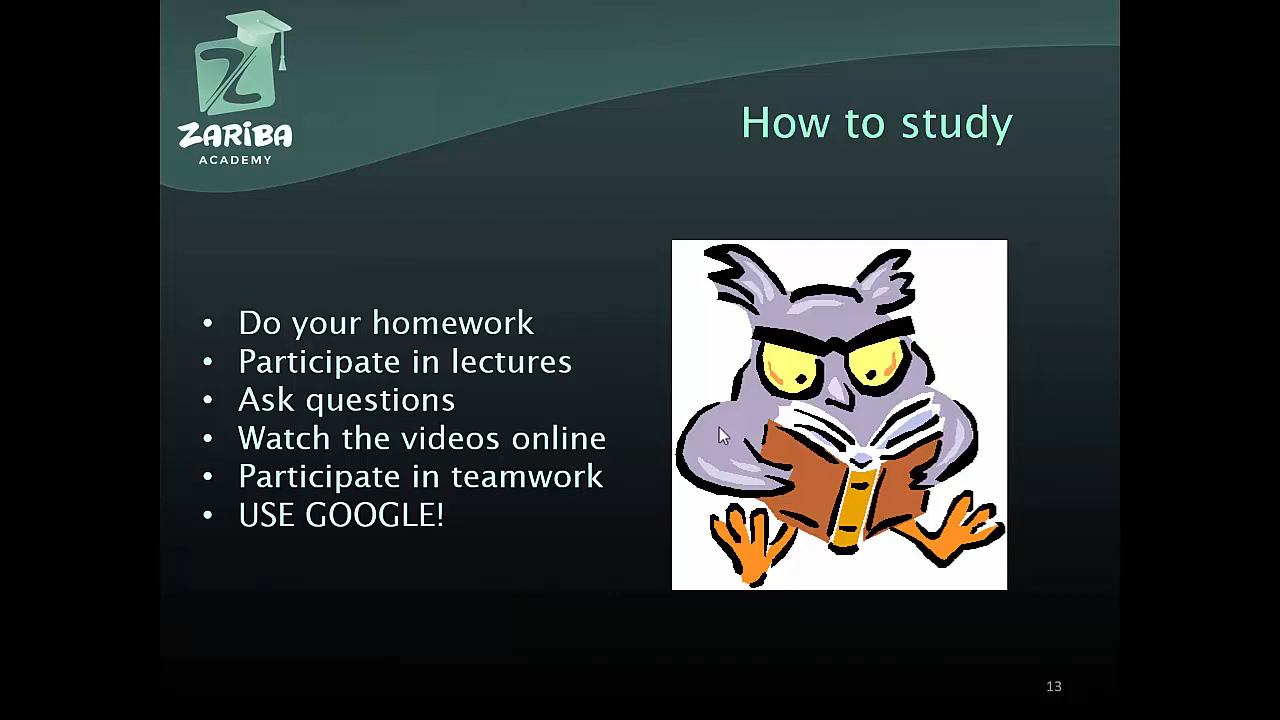 ZARiBA
ACADEMY
How to study
• Do your homework
• Participate in lectures
• Ask questions
• Watch the videos online
• Participate in teamwork
• USE GOOGLE!
13